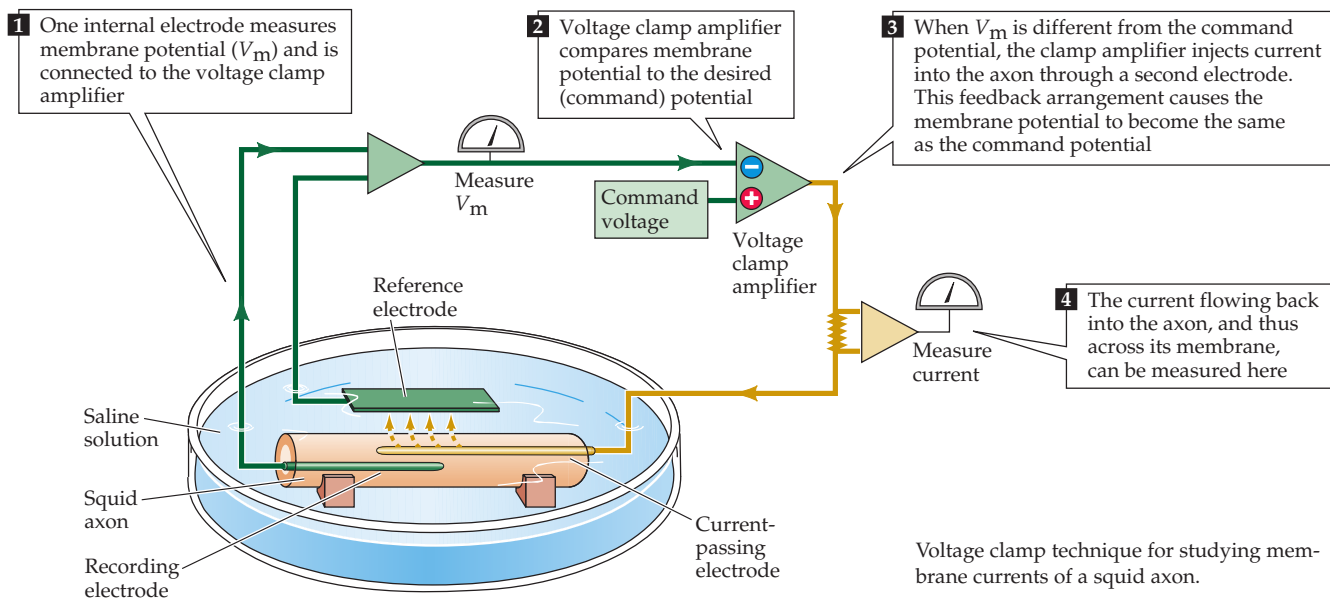 1 One internal electrode measures
membrane potential (Vm) and is
connected to the voltage clamp
amplifier
2 Voltage clamp amplifier
compares membrane
potential to the desired
(command) potential
3 When Vm is different from the command
potential, the clamp amplifier injects current
into the axon through a second electrode.
This feedback arrangement causes the
membrane potential to become the same
as the command potential
Measure
Vm
−
+
Command
voltage
Voltage
clamp
amplifier
Reference
electrode
Measure
current
4 The current flowing back
into the axon, and thus
across its membrane,
can be measured here
Saline
solution
Squid
axon
Recording
electrode
Current-
passing
electrode
Voltage clamp technique for studying mem-
brane currents of a squid axon.